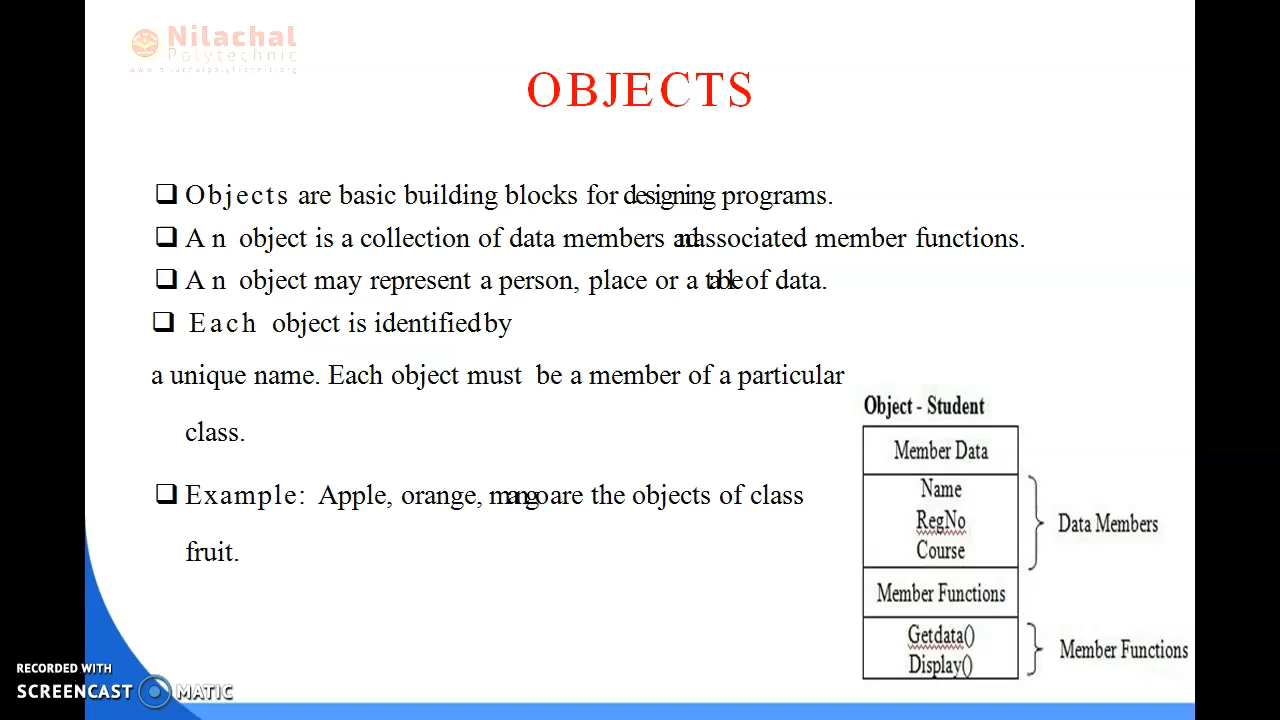 Nilachal
Polytechnic
www.nilachalpolytechnic.org
OBJECTS
❑ Objects are basic building blocks for designing programs.
❑ An object is a collection of data members and associated member functions.
❑ An object may represent a person, place or a table of data.
❑ Each object is identified by
a unique name. Each object must be a member of a particular
class.
❑ Example: Apple, orange, mango are the objects of class
fruit.
Object - Student
Member Data
Name
RegNo
Course
Data Members
Member Functions
Getdata()
Display()
Member Functions
RECORDED WITH
SCREENCAST MATIC